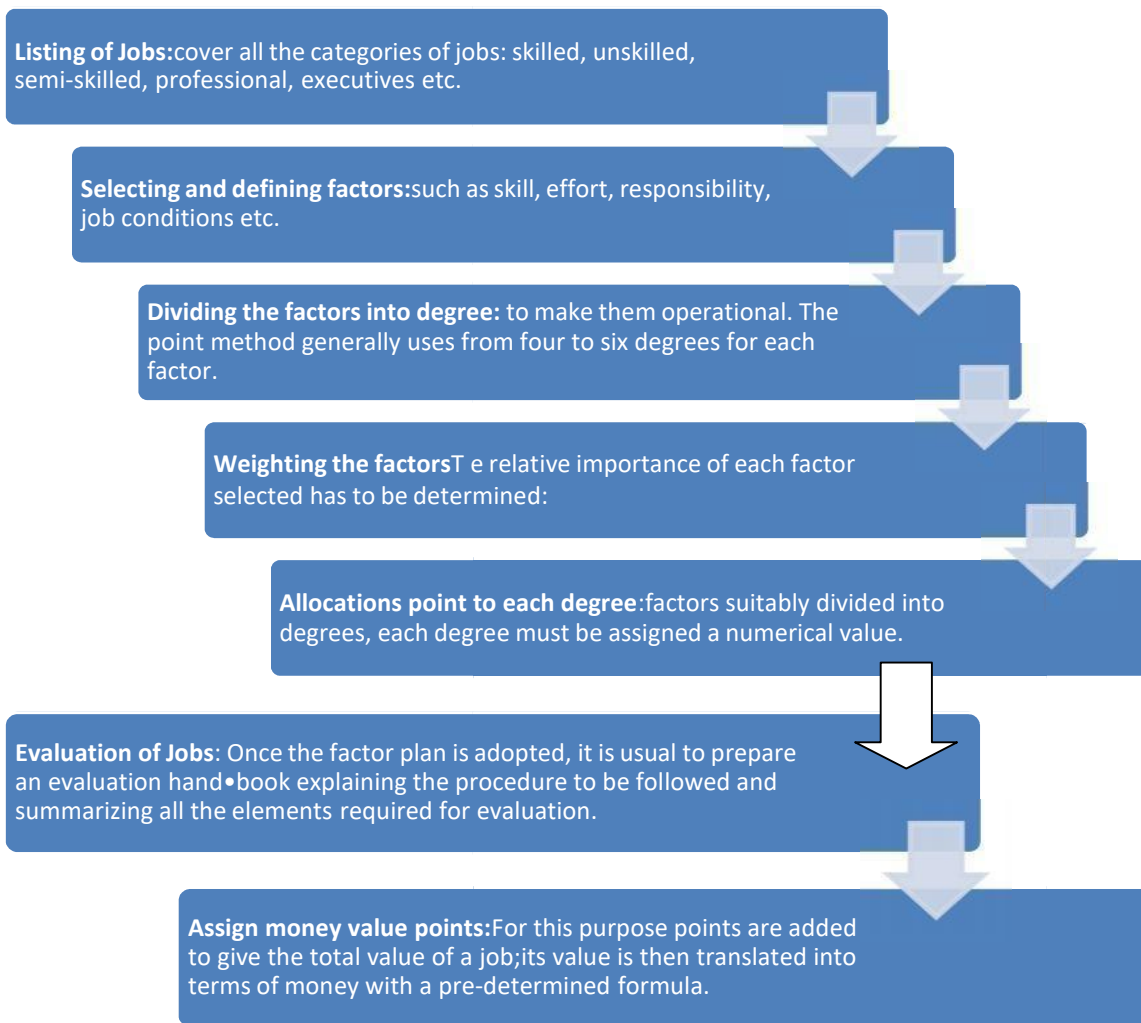 Listing of Jobs:cover all the categories of jobs: skilled, unskilled,
semi-skilled, professional, executives etc.
Selecting and defining factors:such as skill, effort, responsibility,
job conditions etc.
Dividing the factors into degree: to make them operational. The
point method generally uses from four to six degrees for each
factor.
Weighting the factorsT e relative importance of each factor
selected has to be determined:
Allocations point to each degree:factors suitably divided into
degrees, each degree must be assigned a numerical value.
Evaluation of Jobs: Once the factor plan is adopted, it is usual to prepare
an evaluation hand•book explaining the procedure to be followed and
summarizing all the elements required for evaluation.
Assign money value points:For this purpose points are added
to give the total value of a job;its value is then translated into
terms of money with a pre-determined formula.